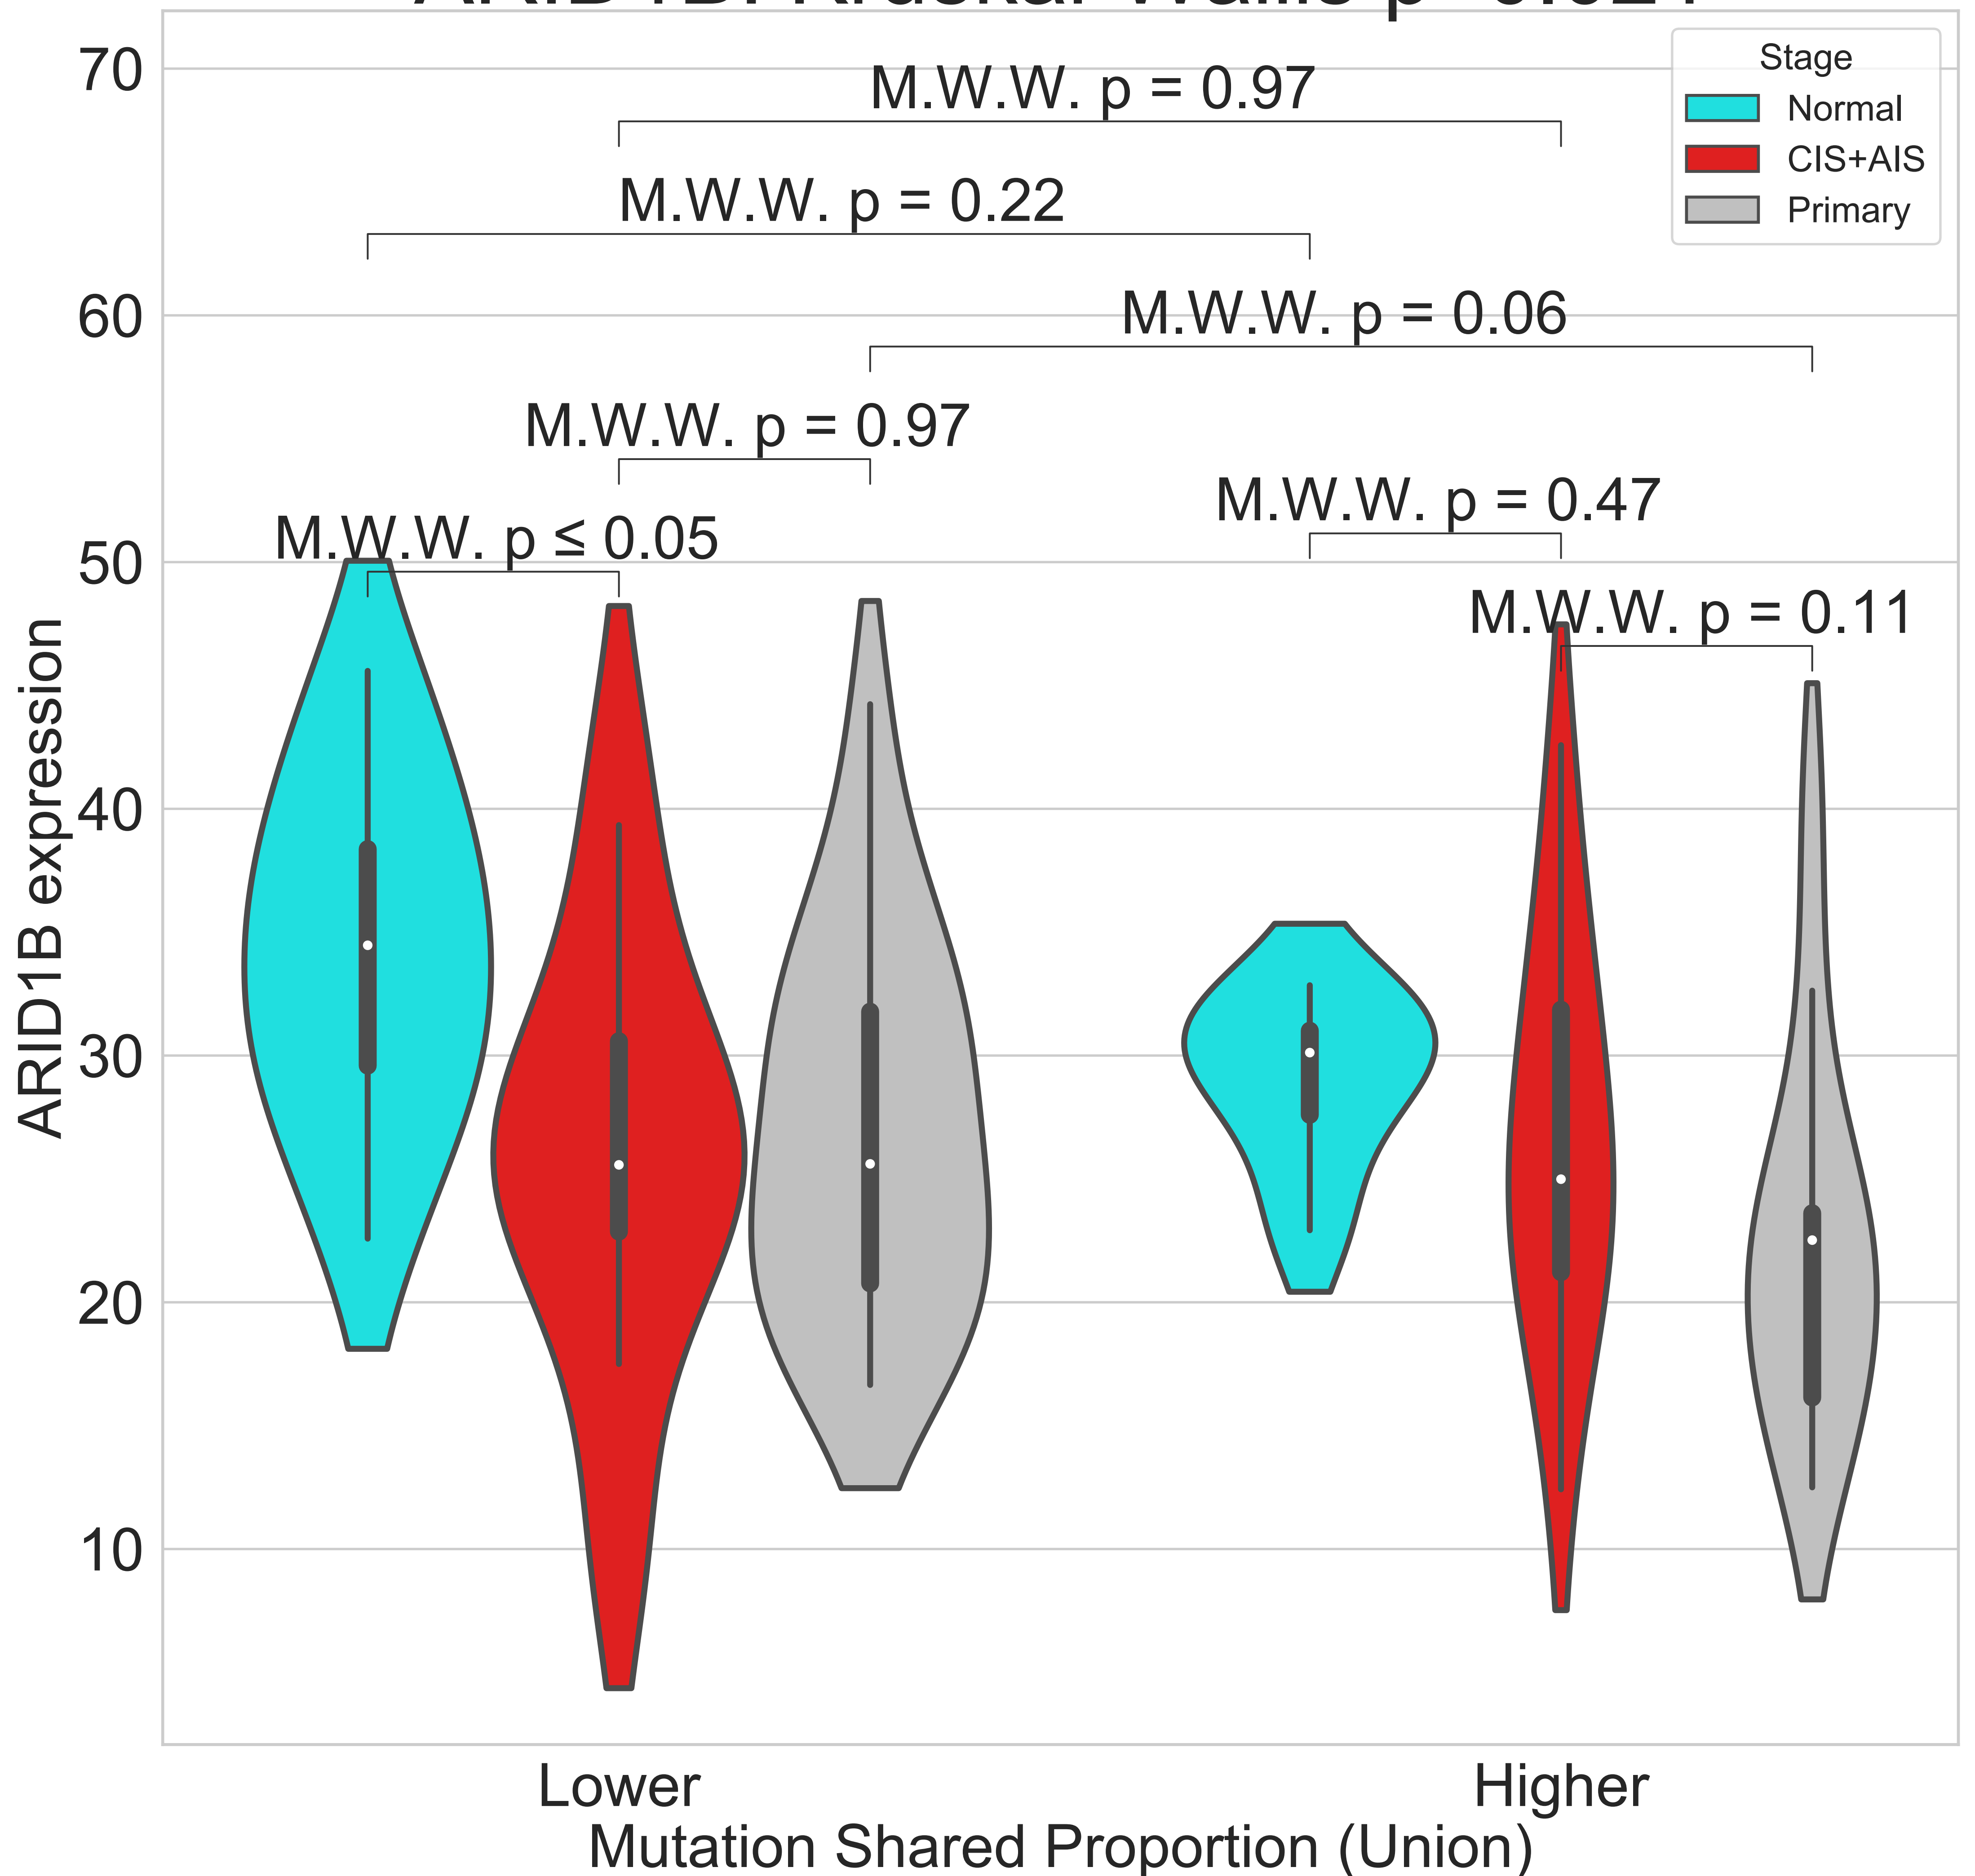 70
60
50
40
30
20
10
ARID1B expression
M.W.W. p = 0.97
M.W.W. p = 0.22
M.W.W. p = 0.06
M.W.W. p = 0.97
M.W.W. p = 0.47
M.W.W. p ≤ 0.05
M.W.W. p = 0.11
Stage
Normal
CIS+AIS
Primary
Lower
Higher
Mutation Shared Proportion (Union)